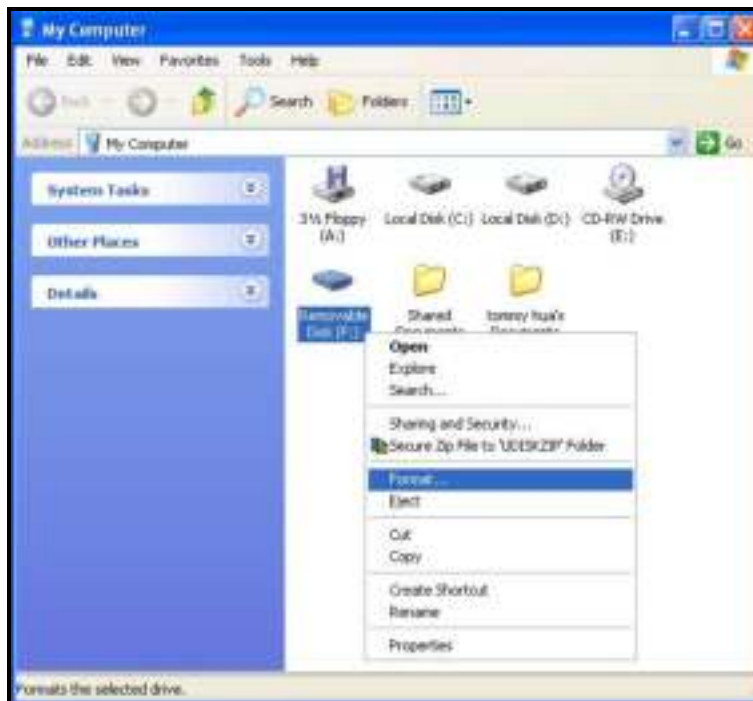 My Computer
File Edit View Favorites Tools Help
Back Search Folders
Address My Computer Go
System Tasks
Other Places
Details
3½ Floppy (A:)
Local Disk (C:)
Local Disk (D:)
CD-RW Drive (E:)
Removable Disk (F:)
Shared Documents
tommy hua's Documents
Open
Explore
Search...
Sharing and Security...
Secure Zip File to 'UDISKZIP' Folder
Format...
Eject
Cut
Copy
Create Shortcut
Rename
Properties
Formats the selected drive.